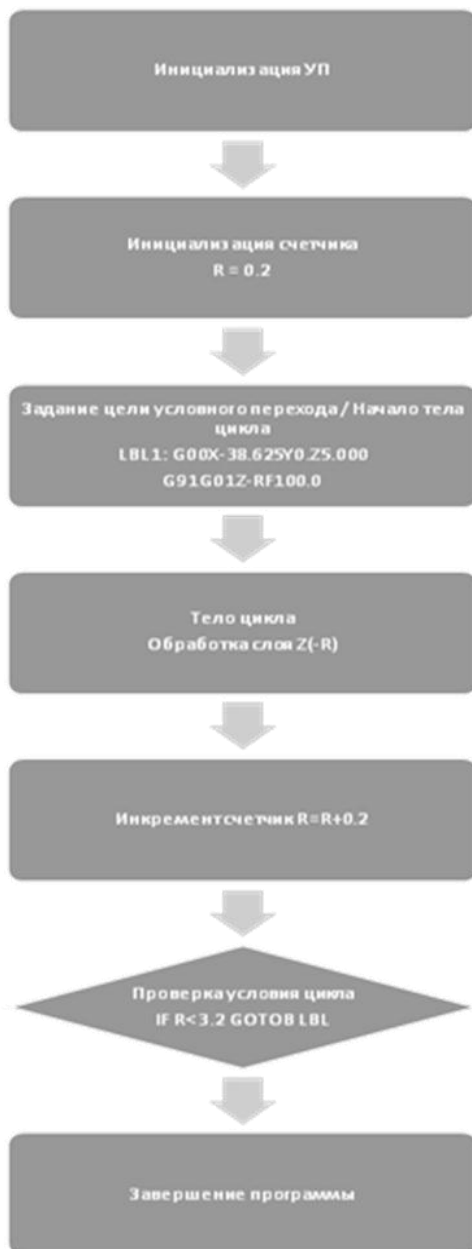 Инициализация УП
Инициализация счетчика
R = 0.2
Задание цели условного перехода / Начало тела
цикла
LBL1: G00X-38.625Y0.Z5.000
G91G01Z-RF100.0
Тело цикла
Обработка слоя Z(-R)
Инкремент счетчик R=R+0.2
Проверка условия цикла
IF R<3.2 GOTOB LBL
Завершение программы